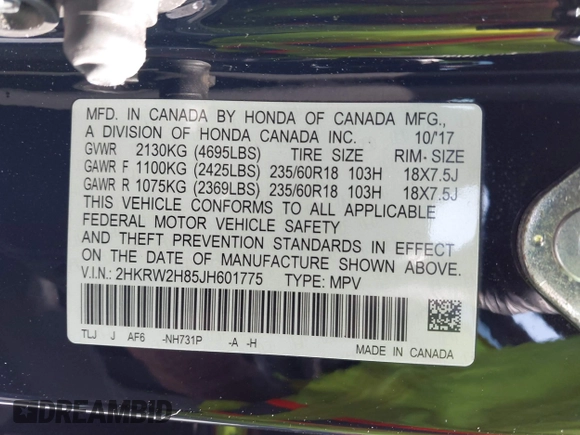 MFD. IN CANADA BY HONDA OF CANADA MFG.,
A DIVISION OF HONDA CANADA INC. 10/'17
GVWR 2130KG (4695LBS) TIRE SIZE RIM- SIZE
GAWR F 1100KG (2425LBS) 235/60R18 103H 18X7.5J
GAWR R 1075KG (2369LBS) 235/60R18 103H 18X7.5J
THIS VEHICLE CONFORMS TO ALL APPLICABLE
FEDERAL MOTOR VEHICLE SAFETY
AND THEFT PREVENTION STANDARDS IN EFFECT
ON THE DATE OF MANUFACTURE SHOWN ABOVE.
V.I.N.: 2HKRW2H85JH601775 TYPE: MPV
TLJ J AF6 -NH731P -A -H
MADE IN CANADA
DREAMBID